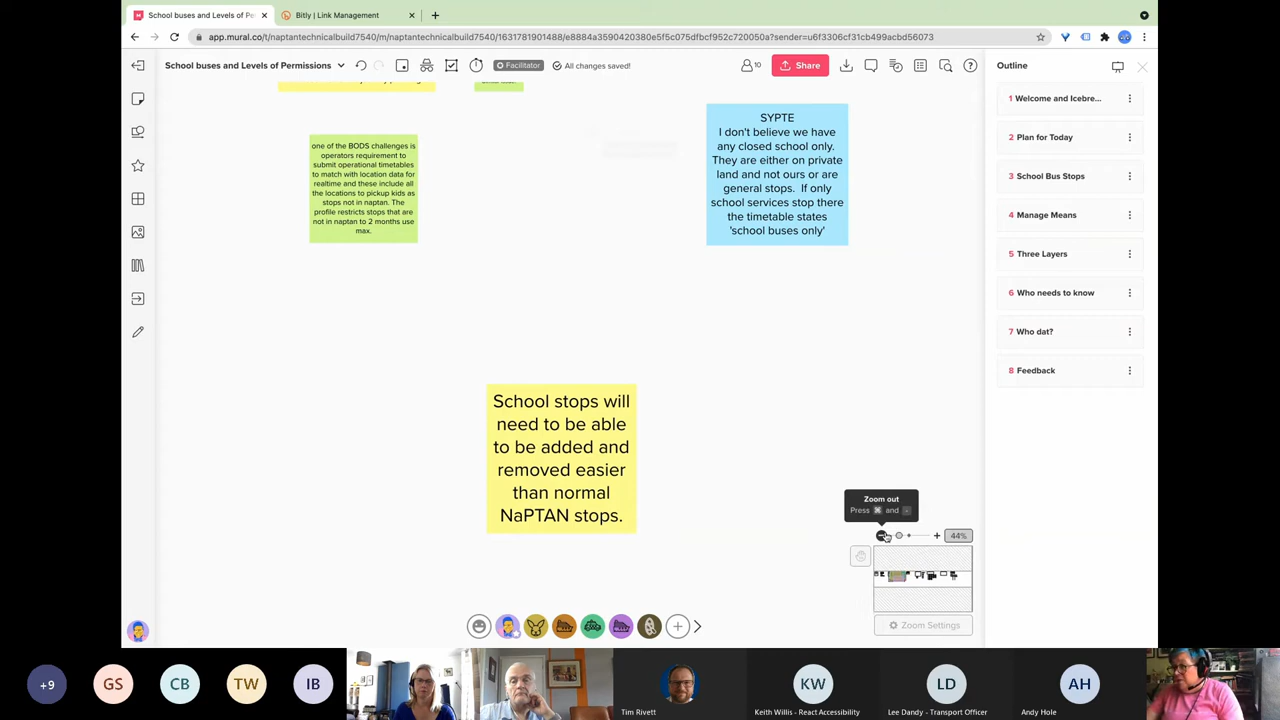 School buses and Levels of Pe
Bitly | Link Management
app.mural.co/t/naptantechnicalbuild7540/m/naptantechnicalbuild7540/1631781901488/e8884a3590420380e5f5c075dfbcf952c720050a?sender=u6f3306cf31cb499acbd56073
School buses and Levels of Permissions
Facilitator
All changes saved!
10
Share
Outline
1 Welcome and Icebre...
2 Plan for Today
3 School Bus Stops
4 Manage Means
5 Three Layers
6 Who needs to know
7 Who dat?
8 Feedback
one of the BODS challenges is
operators requirement to
submit operational timetables
to match with location data for
realtime and these include all
the locations to pickup kids as
stops not in naptan. The
profile restricts stops that are
not in naptan to 2 months use
max.
SYPTE
I don't believe we have
any closed school only.
They are either on private
land and not ours or are
general stops. If only
school services stop there
the timetable states
'school buses only'
School stops will
need to be able
to be added and
removed easier
than normal
NaPTAN stops.
Zoom out
Press ⌘ and -
44%
Zoom Settings
+9
GS
CB
TW
IB
Tim Rivett
KW
Keith Willis - React Accessibility
LD
Lee Dandy - Transport Officer
AH
Andy Hole